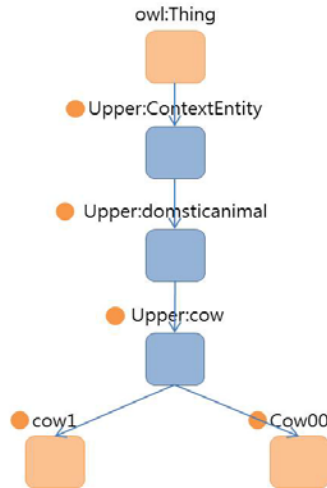 owl:Thing
Upper:ContextEntity
Upper:domsticanimal
Upper:cow
cow1
Cow00